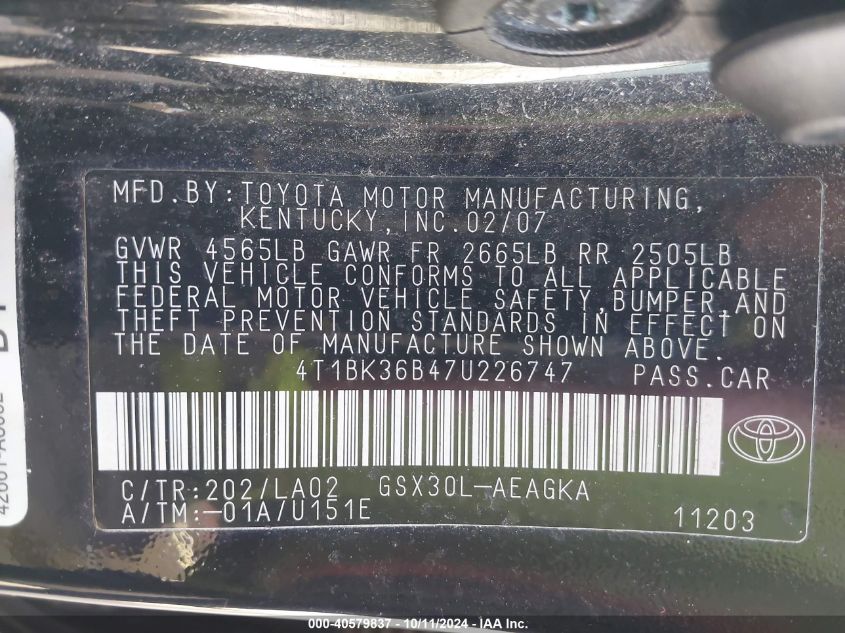 MFD.BY:TOYOTA MOTOR MANUFACTURING,
KENTUCKY,INC.02/07
GVWR 4565LB GAWR FR 2665LB RR 2505LB
THIS VEHICLE CONFORMS TO ALL APPLICABLE
FEDERAL MOTOR VEHICLE SAFETY,BUMPER,AND
THEFT PREVENTION STANDARDS IN EFFECT ON
THE DATE OF MANUFACTURE SHOWN ABOVE.
4T1BK36B47U226747 PASS.CAR
C/TR:202/LA02 GSX30L-AEAGKA
A/TM:-01A/U151E
11203
000-40579837 - 10/11/2024 - IAA Inc.